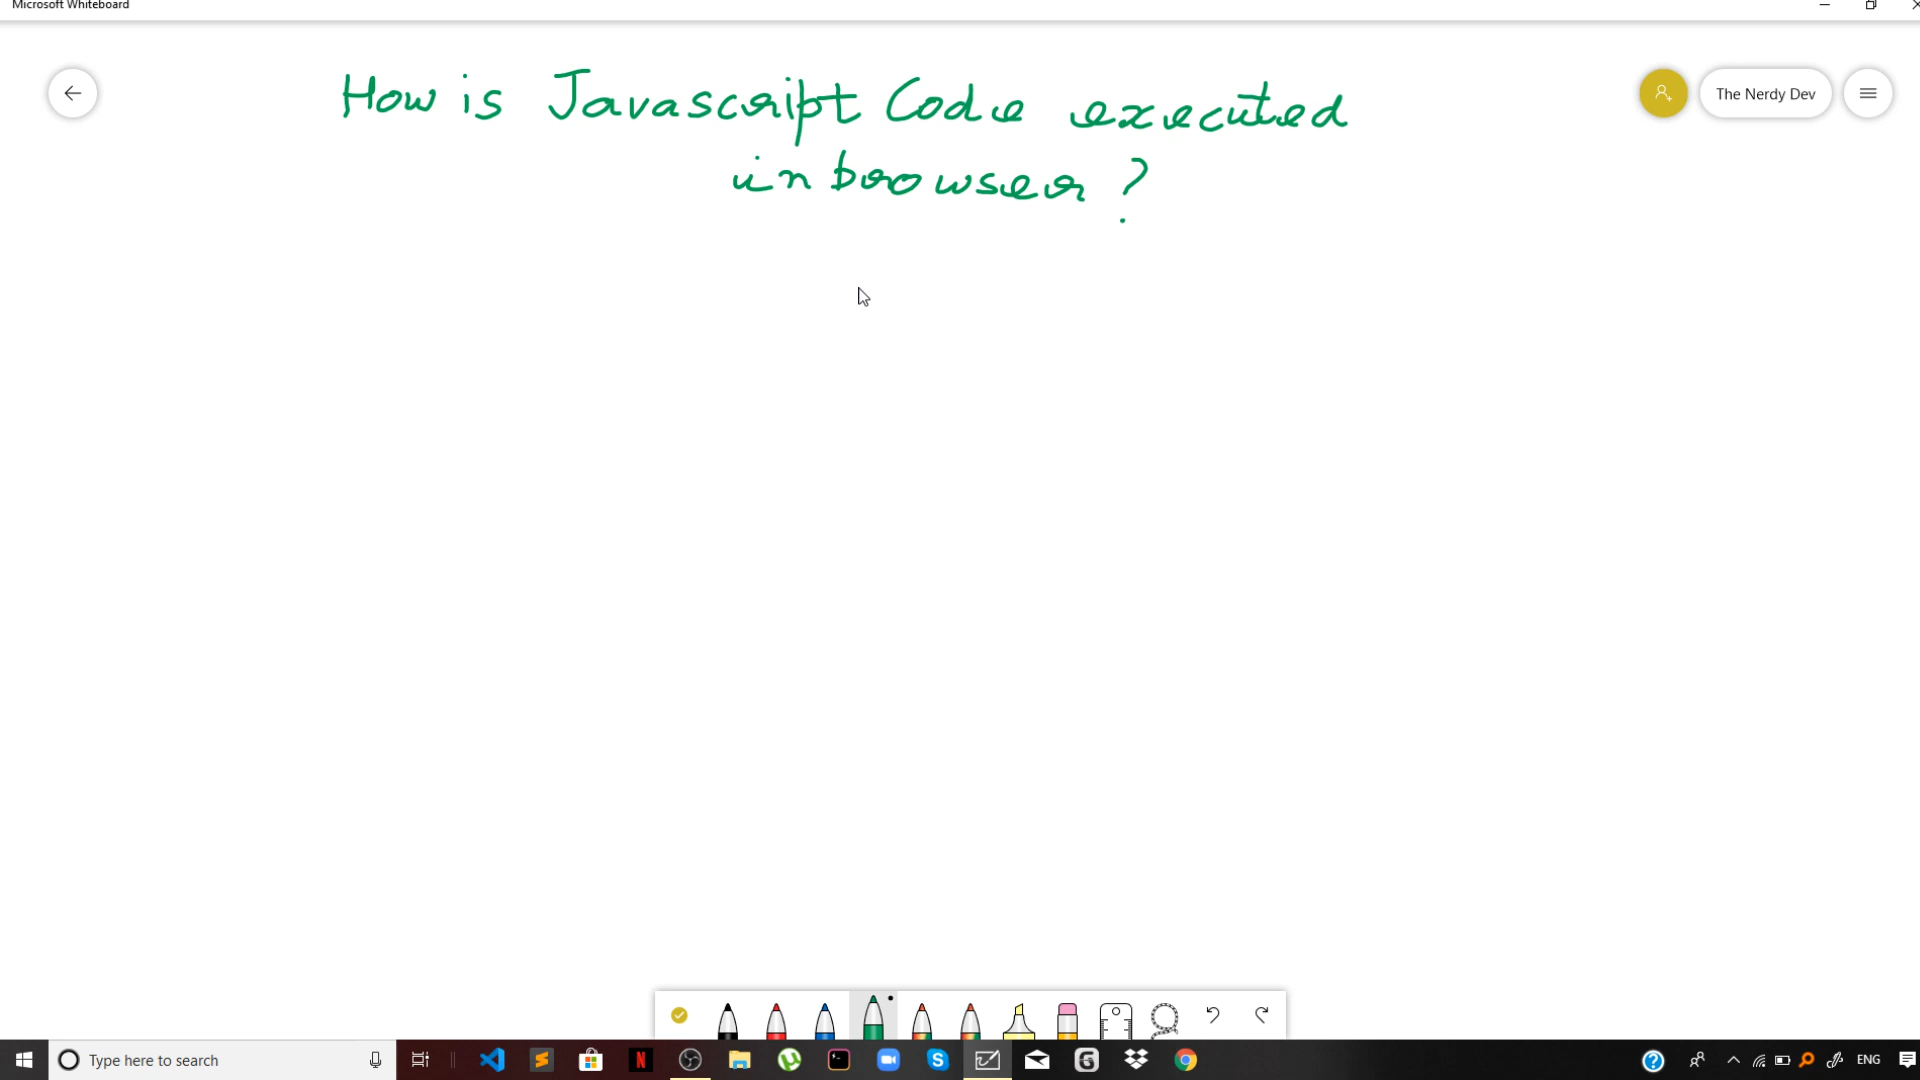 Microsoft Whiteboard
How is Javascript Code executed
in browser ?
The Nerdy Dev
Type here to search
ENG